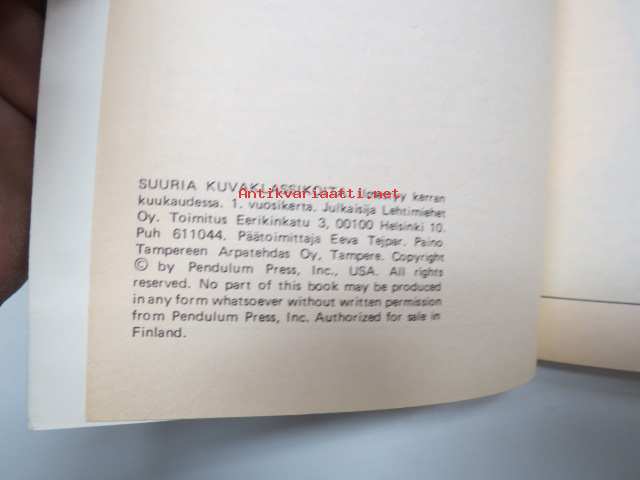 SUURIA KUVAKLASSIKOITA ilmestyy kerran
kuukaudessa. 1. vuosikerta. Julkaisija Lehtimiehet
Oy. Toimitus Eerikinkatu 3, 00100 Helsinki 10.
Puh 611044. Päätoimittaja Eeva Tejpar. Paino
Tampereen Arpatehdas Oy, Tampere. Copyright
© by Pendulum Press, Inc., USA. All rights
reserved. No part of this book may be produced
in any form whatsoever without written permission
from Pendulum Press, Inc. Authorized for sale in
Finland.
Antikvariaatti.net